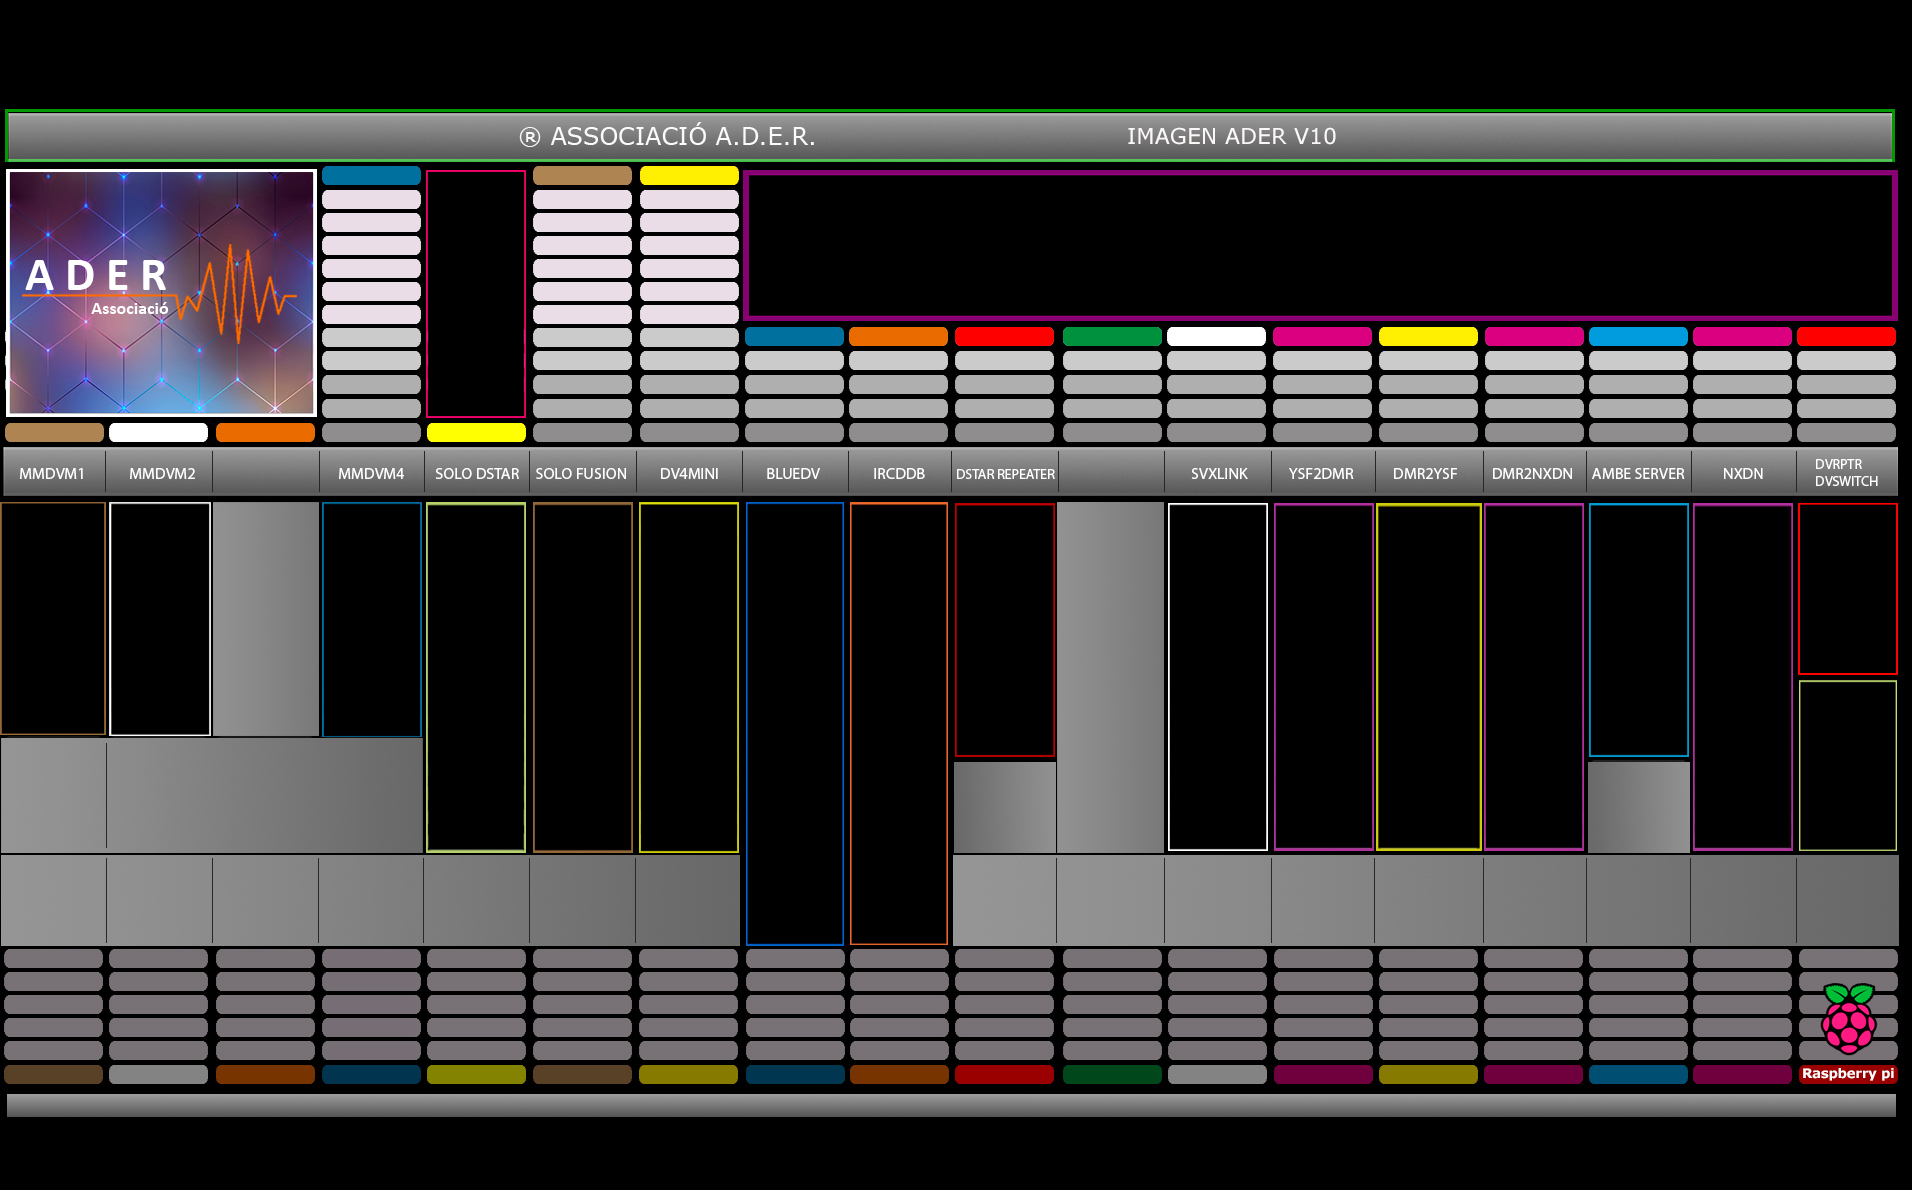 ® ASSOCIACIÓ A.D.E.R.
IMAGEN ADER V10
ADER
Associació
MMDVM1
MMDVM2
MMDVM4
SOLO DSTAR
SOLO FUSION
DV4MINI
BLUEDV
IRCDDB
DSTAR REPEATER
SVXLINK
YSF2DMR
DMR2YSF
DMR2NXDN
AMBE SERVER
NXDN
DVRPTR
DVSWITCH
Raspberry pi